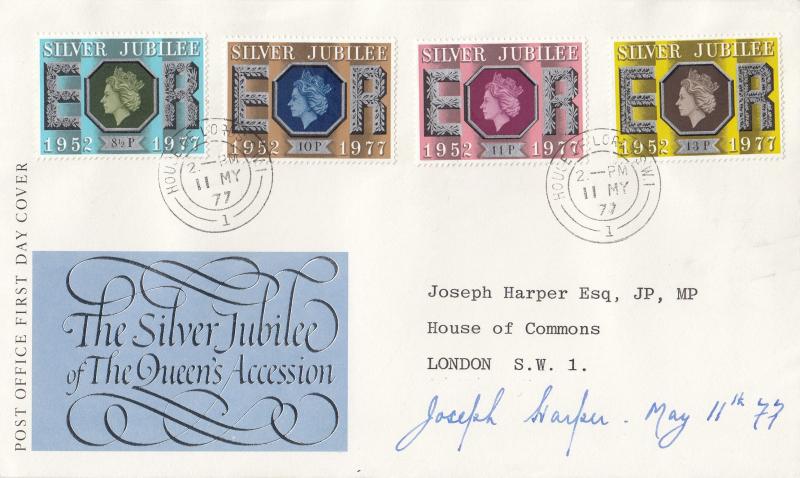 SILVER JUBILEE
E R
1952 8½P 1977
SILVER JUBILEE
E R
1952 10P 1977
SILVER JUBILEE
E R
1952 11P 1977
SILVER JUBILEE
E R
1952 13P 1977
2.—PM
11 MY
77
1
2.—PM
11 MY
77
1
POST OFFICE FIRST DAY COVER
The Silver Jubilee
of The Queen's Accession
Joseph Harper Esq, JP, MP
House of Commons
LONDON S.W. 1.
Joseph Harper. May 11th 77